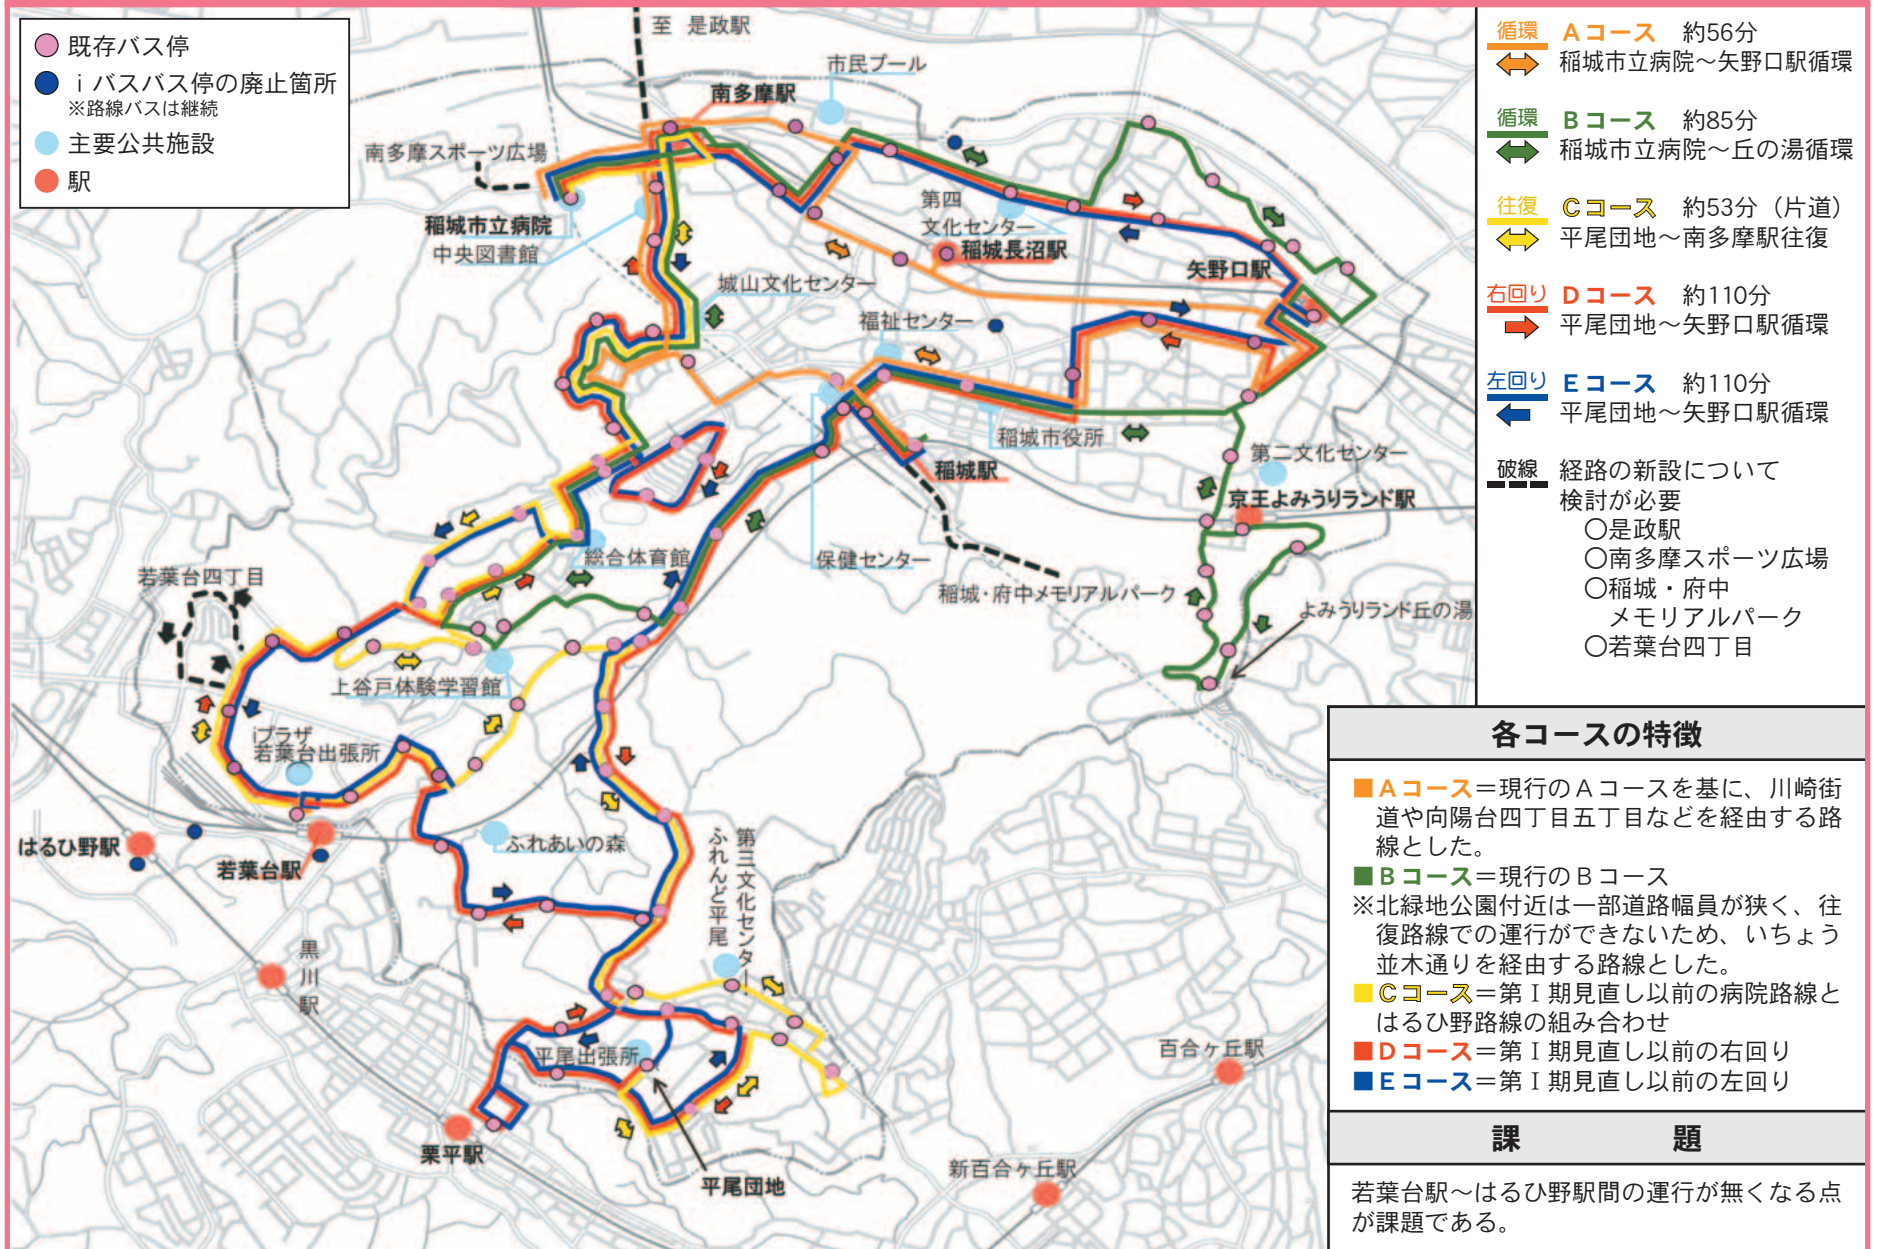 既存バス停
iバスバス停の廃止箇所
※路線バスは継続
主要公共施設
駅
至 是政駅
市民プール
南多摩駅
南多摩スポーツ広場
稲城市立病院
中央図書館
第四
文化センター
稲城長沼駅
矢野口駅
城山文化センター
福祉センター
稲城市役所
稲城駅
第二文化センター
京王よみうりランド駅
保健センター
総合体育館
稲城・府中メモリアルパーク
よみうりランド丘の湯
若葉台四丁目
上谷戸体験学習館
iプラザ
若葉台出張所
はるひ野駅
若葉台駅
ふれあいの森
第三文化センター
ふれんど平尾
黒川駅
平尾出張所
栗平駅
平尾団地
百合ヶ丘駅
新百合ヶ丘駅
循環 Aコース 約56分
稲城市立病院～矢野口駅循環
循環 Bコース 約85分
稲城市立病院～丘の湯循環
往復 Cコース 約53分（片道）
平尾団地～南多摩駅往復
右回り Dコース 約110分
平尾団地～矢野口駅循環
左回り Eコース 約110分
平尾団地～矢野口駅循環
破線 経路の新設について
検討が必要
○是政駅
○南多摩スポーツ広場
○稲城・府中
メモリアルパーク
○若葉台四丁目
各コースの特徴
■Aコース＝現行のAコースを基に、川崎街
道や向陽台四丁目五丁目などを経由する路
線とした。
■Bコース＝現行のBコース
※北緑地公園付近は一部道路幅員が狭く、往
復路線での運行ができないため、いちょう
並木通りを経由する路線とした。
■Cコース＝第Ⅰ期見直し以前の病院路線と
はるひ野路線の組み合わせ
■Dコース＝第Ⅰ期見直し以前の右回り
■Eコース＝第Ⅰ期見直し以前の左回り
課 題
若葉台駅～はるひ野駅間の運行が無くなる点
が課題である。